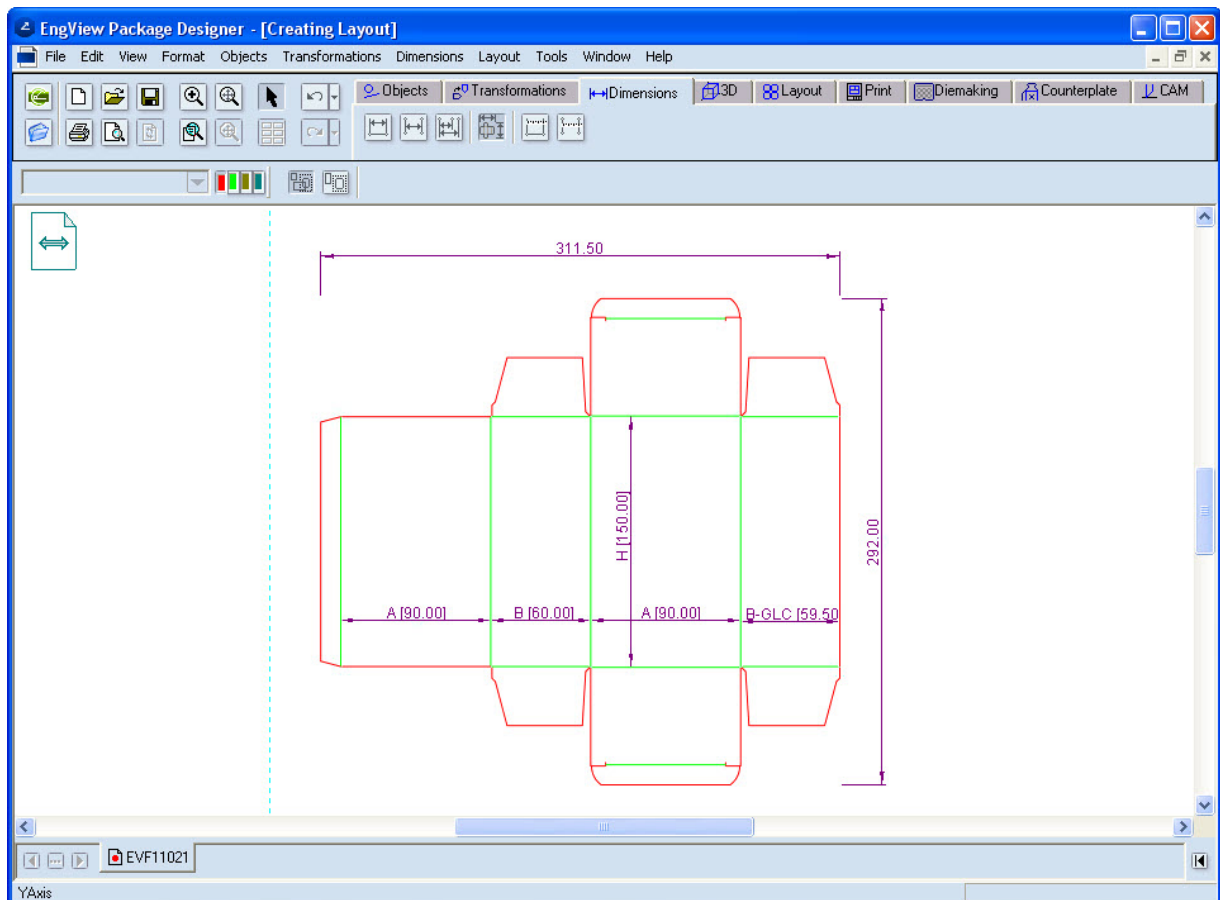 EngView Package Designer - [Creating Layout]
File Edit View Format Objects Transformations Dimensions Layout Tools Window Help
Objects Transformations Dimensions 3D Layout Print Diemaking Counterplate CAM
311.50
H [150.00]
292.00
A [90.00] B [60.00] A [90.00] B-GLC [59.50
EVF11021
YAxis